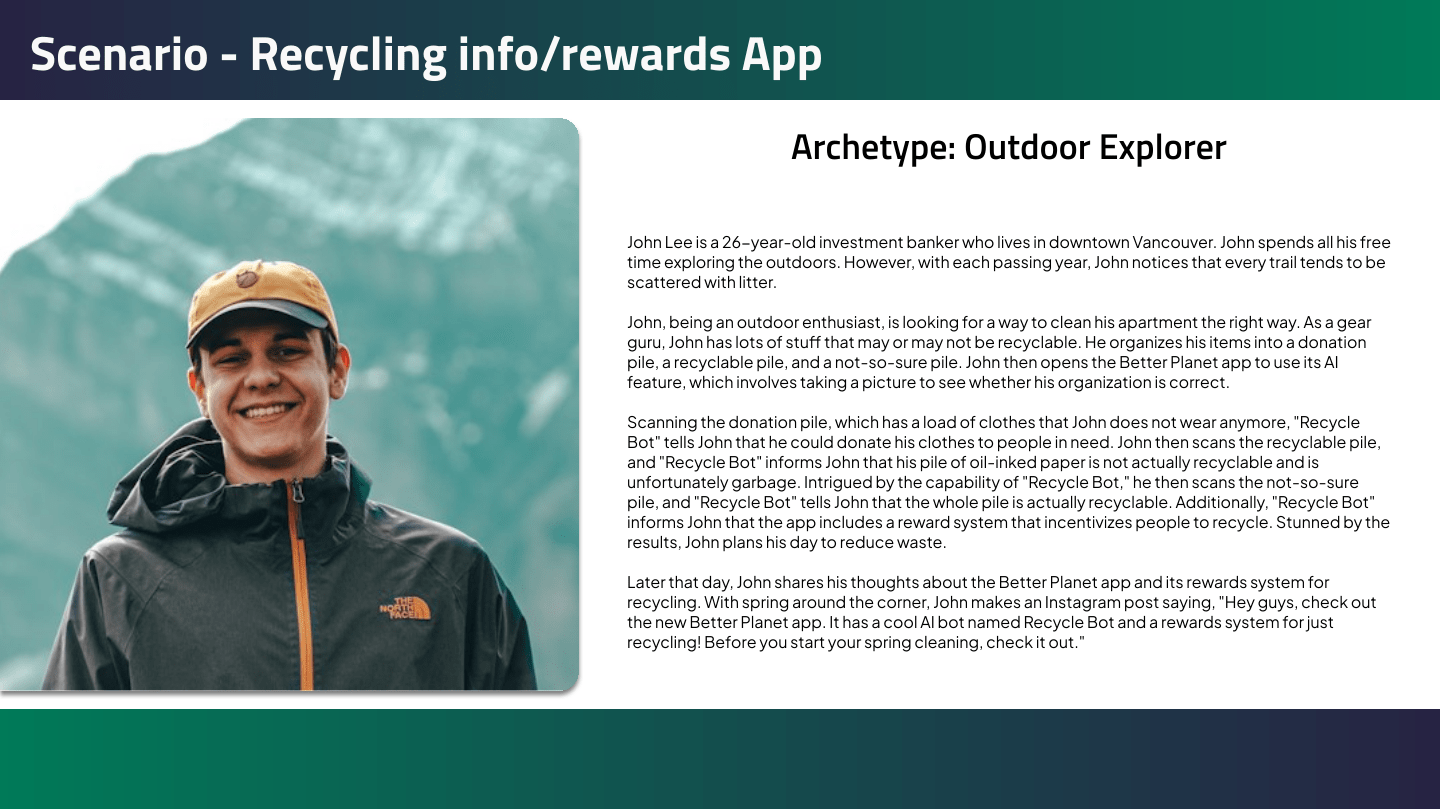 Scenario - Recycling info/rewards App
Archetype: Outdoor Explorer
John Lee is a 26–year-old investment banker who lives in downtown Vancouver. John spends all his free
time exploring the outdoors. However, with each passing year, John notices that every trail tends to be
scattered with litter.
John, being an outdoor enthusiast, is looking for a way to clean his apartment the right way. As a gear
guru, John has lots of stuff that may or may not be recyclable. He organizes his items into a donation
pile, a recyclable pile, and a not-so-sure pile. John then opens the Better Planet app to use its AI
feature, which involves taking a picture to see whether his organization is correct.
Scanning the donation pile, which has a load of clothes that John does not wear anymore, "Recycle
Bot" tells John that he could donate his clothes to people in need. John then scans the recyclable pile,
and "Recycle Bot" informs John that his pile of oil-inked paper is not actually recyclable and is
unfortunately garbage. Intrigued by the capability of "Recycle Bot," he then scans the not-so-sure
pile, and "Recycle Bot" tells John that the whole pile is actually recyclable. Additionally, "Recycle Bot"
informs John that the app includes a reward system that incentivizes people to recycle. Stunned by the
results, John plans his day to reduce waste.
Later that day, John shares his thoughts about the Better Planet app and its rewards system for
recycling. With spring around the corner, John makes an Instagram post saying, "Hey guys, check out
the new Better Planet app. It has a cool AI bot named Recycle Bot and a rewards system for just
recycling! Before you start your spring cleaning, check it out."
THE
NORTH
FACE